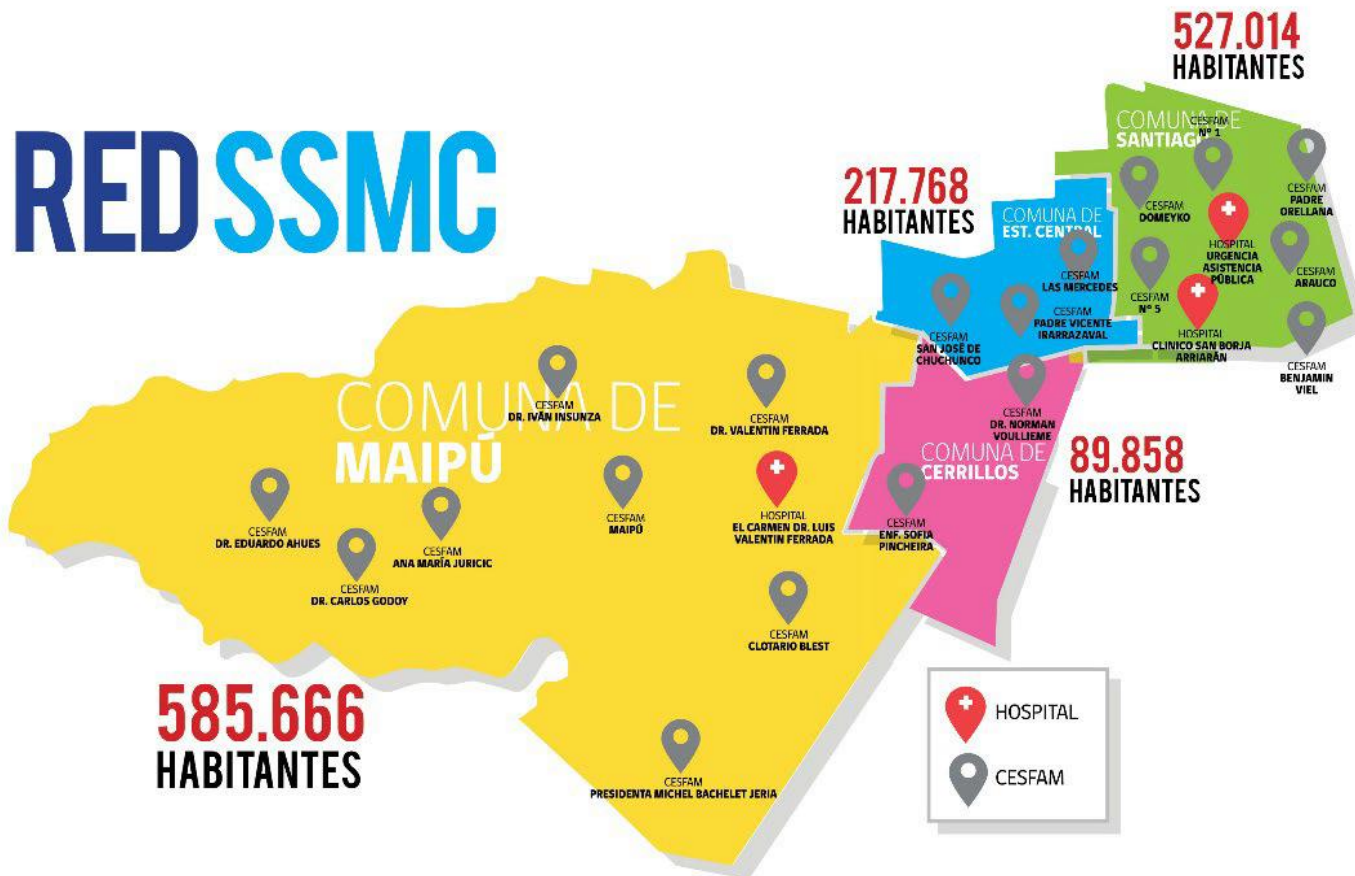 RED SSMC
527.014
HABITANTES
217.768
HABITANTES
COMUNA DE
SANTIAGO
CESFAM
Nº 1
CESFAM
DOMEYKO
CESFAM
PADRE
ORELLANA
HOSPITAL
URGENCIA
ASISTENCIA
PÚBLICA
CESFAM
ARAUCO
CESFAM
Nº 5
HOSPITAL
CLINICO SAN BORJA
ARRIARÁN
CESFAM
BENJAMIN
VIEL
COMUNA DE
EST. CENTRAL
CESFAM
LAS MERCEDES
CESFAM
PADRE VICENTE
IRARRAZAVAL
CESFAM
SAN JOSÉ DE
CHUCHUNCO
COMUNA DE
MAIPÚ
CESFAM
DR. IVÁN INSUNZA
CESFAM
DR. VALENTIN FERRADA
CESFAM
DR. EDUARDO AHUES
CESFAM
DR. CARLOS GODOY
CESFAM
ANA MARÍA JURICIC
CESFAM
MAIPÚ
HOSPITAL
EL CARMEN DR. LUIS
VALENTIN FERRADA
CESFAM
CLOTARIO BLEST
CESFAM
PRESIDENTA MICHEL BACHELET JERIA
585.666
HABITANTES
COMUNA DE
CERRILLOS
CESFAM
DR. NORMAN
VOULLIEME
CESFAM
ENF. SOFIA
PINCHEIRA
89.858
HABITANTES
HOSPITAL
CESFAM